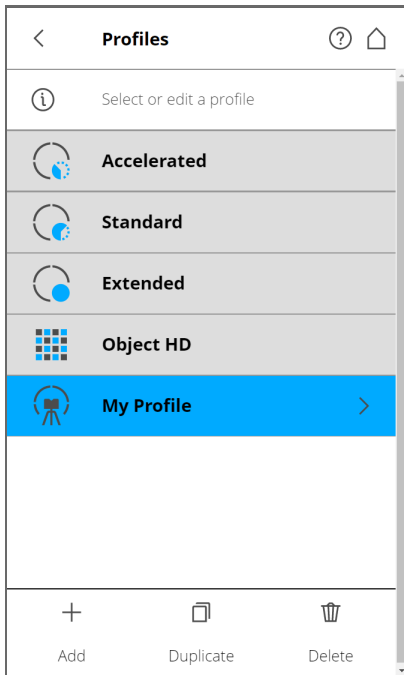 Profiles
Select or edit a profile
Accelerated
Standard
Extended
Object HD
My Profile
Add Duplicate Delete